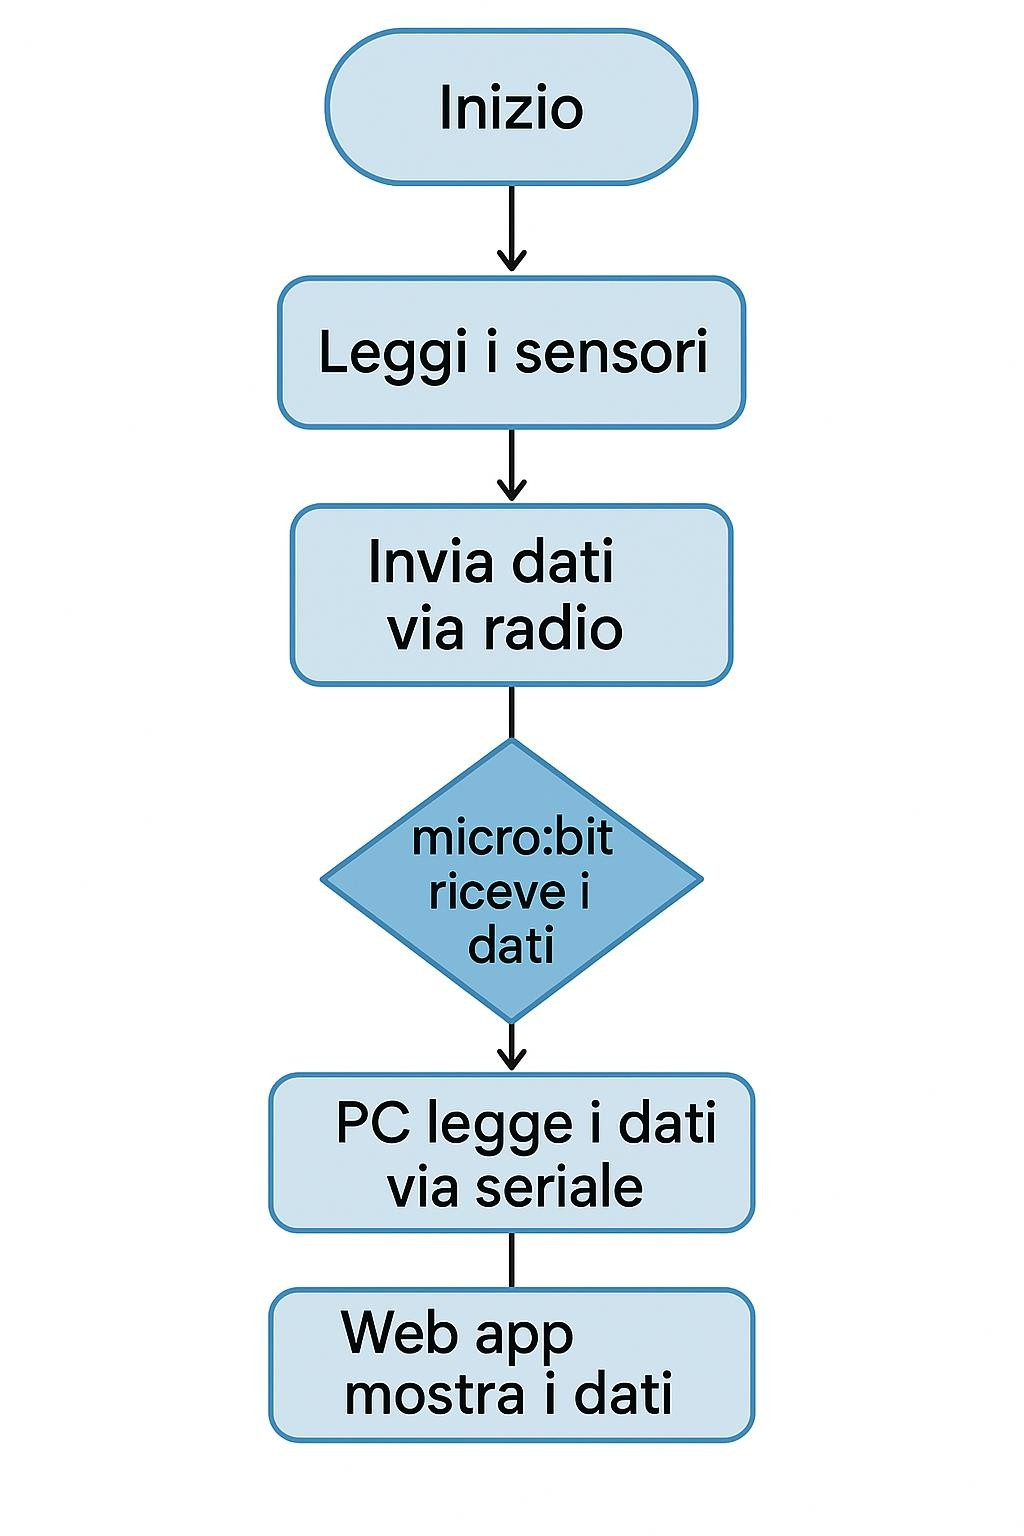 Inizio
Leggi i sensori
Invia dati
via radio
micro:bit
riceve i
dati
PC legge i dati
via seriale
Web app
mostra i dati